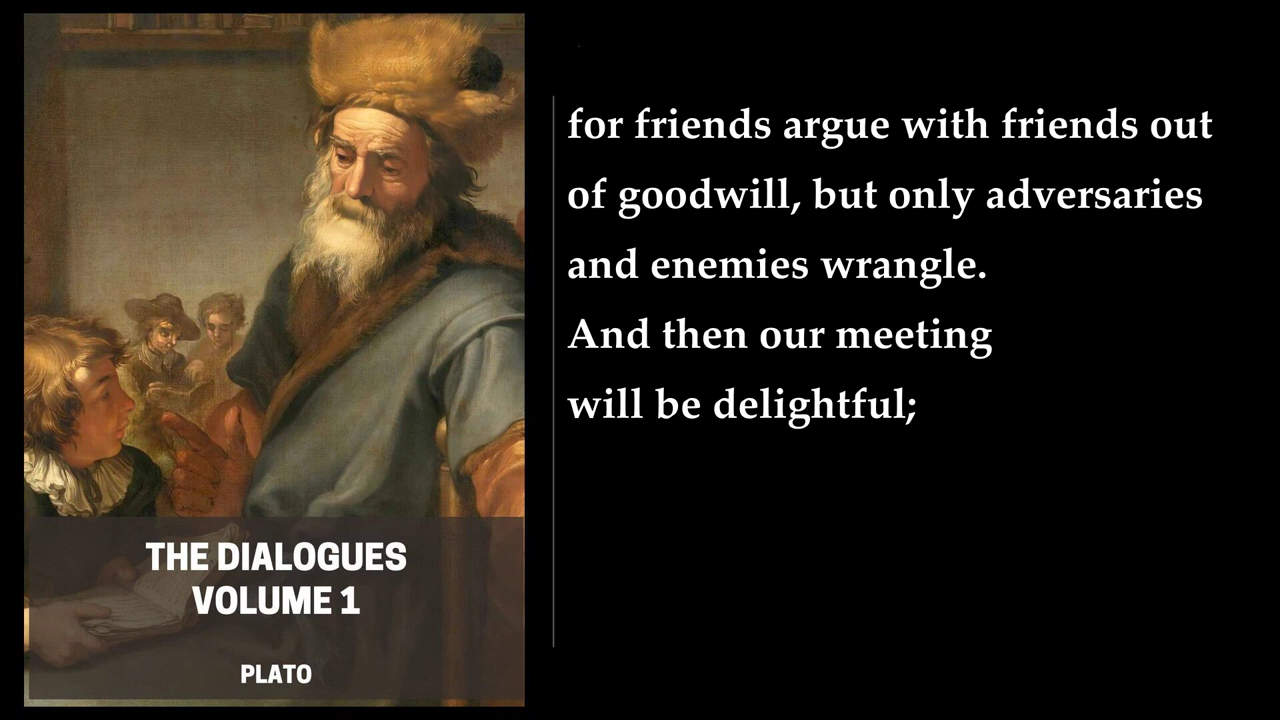 THE DIALOGUES
VOLUME 1
PLATO
for friends argue with friends out
of goodwill, but only adversaries
and enemies wrangle.
And then our meeting
will be delightful;